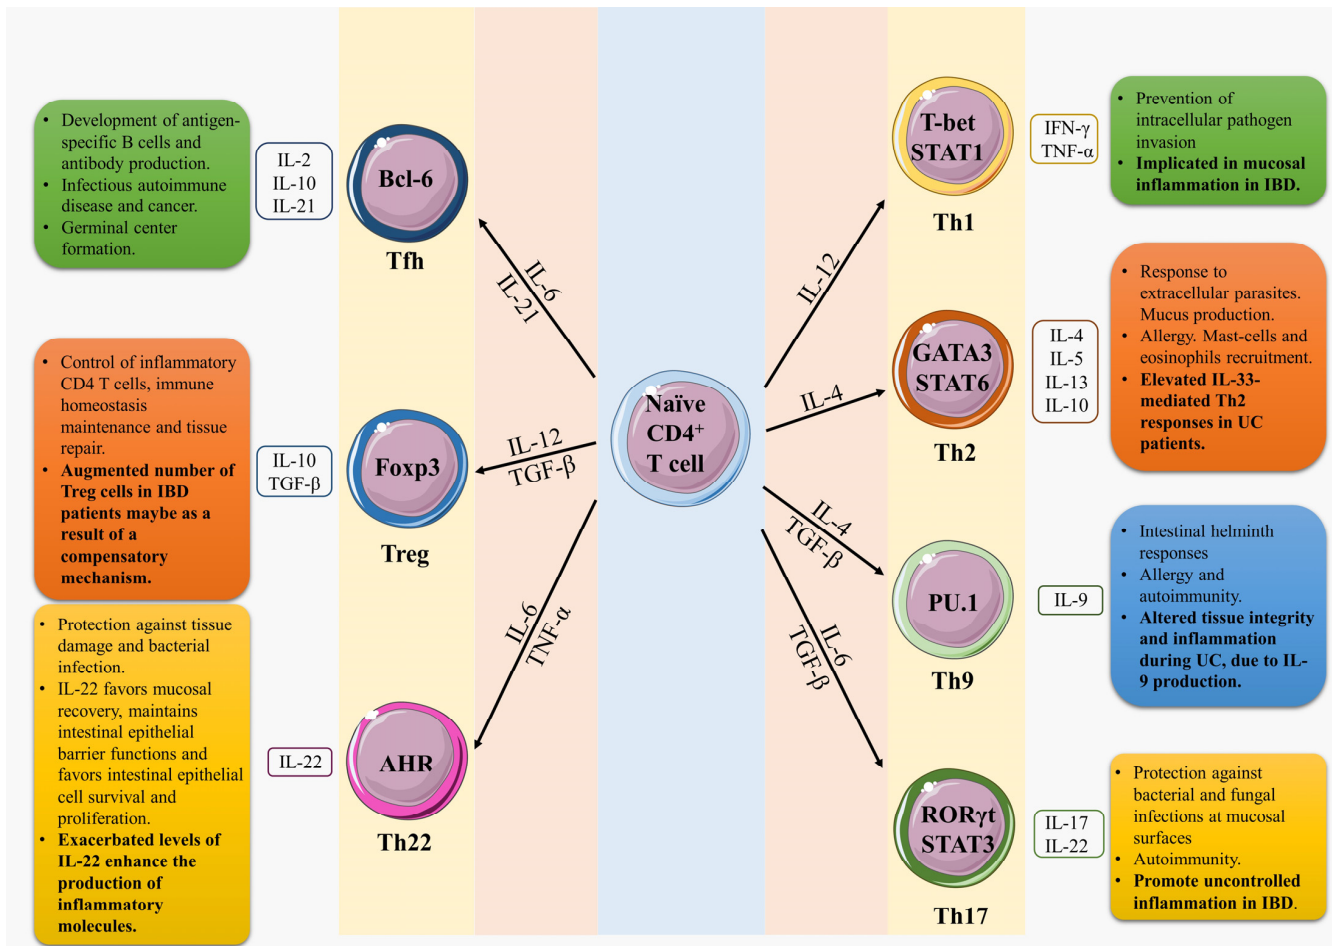 • Development of antigen-
specific B cells and
antibody production.
• Infectious autoimmune
disease and cancer.
• Germinal center
formation.
IL-2
IL-10
IL-21
Bcl-6
Tfh
• Control of inflammatory
CD4 T cells, immune
homeostasis
maintenance and tissue
repair.
• Augmented number of
Treg cells in IBD
patients maybe as a
result of a
compensatory
mechanism.
IL-10
TGF-β
Foxp3
Treg
• Protection against tissue
damage and bacterial
infection.
• IL-22 favors mucosal
recovery, maintains
intestinal epithelial
barrier functions and
favors intestinal epithelial
cell survival and
proliferation.
• Exacerbated levels of
IL-22 enhance the
production of
inflammatory
molecules.
IL-22
AHR
Th22
IL-6
IL-21
IL-12
TGF-β
IL-6
TNF-α
Naïve
CD4⁺
T cell
IL-12
IL-4
IL-4
TGF-β
IL-6
TGF-β
T-bet
STAT1
Th1
IFN-γ
TNF-α
• Prevention of
intracellular pathogen
invasion
• Implicated in mucosal
inflammation in IBD.
GATA3
STAT6
Th2
IL-4
IL-5
IL-13
IL-10
• Response to
extracellular parasites.
Mucus production.
• Allergy. Mast-cells and
eosinophils recruitment.
• Elevated IL-33-
mediated Th2
responses in UC
patients.
PU.1
Th9
IL-9
• Intestinal helminth
responses
• Allergy and
autoimmunity.
• Altered tissue integrity
and inflammation
during UC, due to IL-
9 production.
RORγt
STAT3
Th17
IL-17
IL-22
• Protection against
bacterial and fungal
infections at mucosal
surfaces
• Autoimmunity.
• Promote uncontrolled
inflammation in IBD.